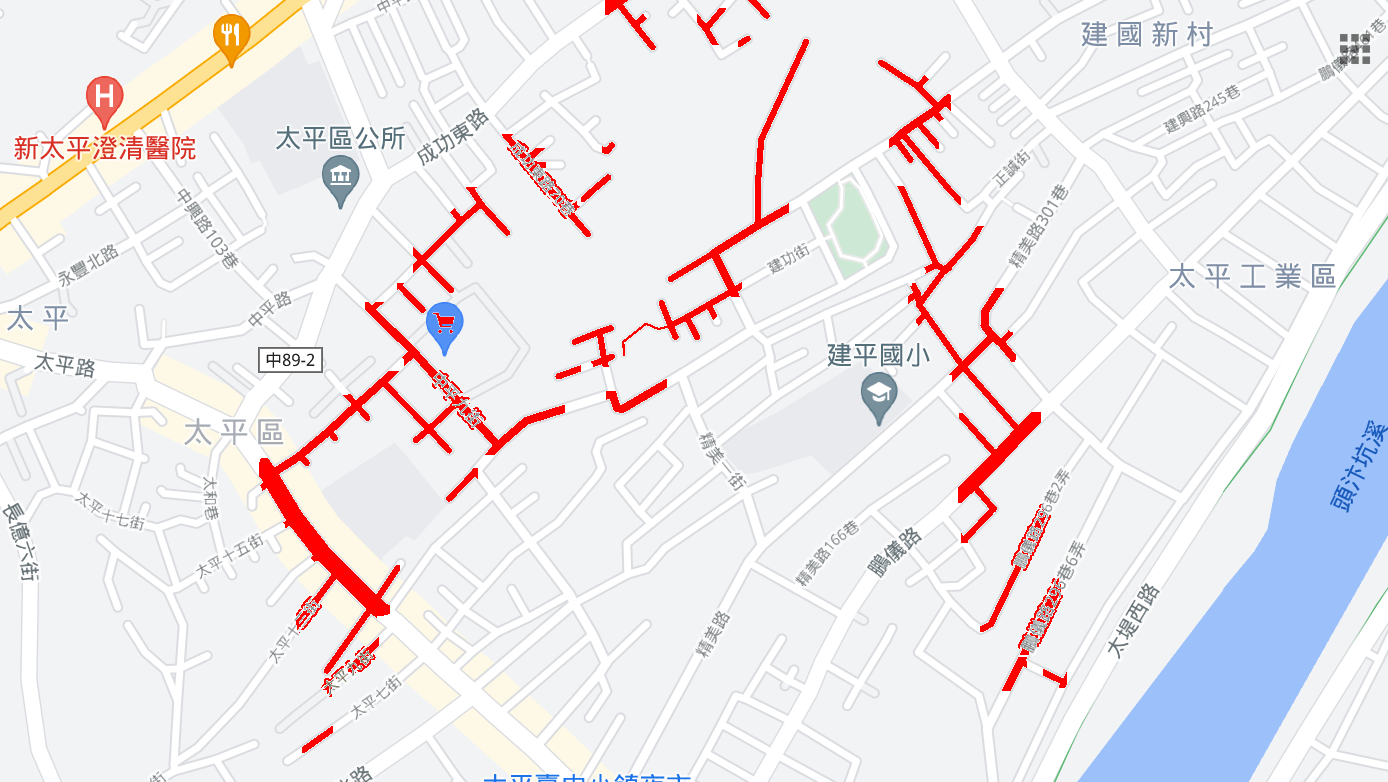 建國新村
建興路245巷
成功東路
太平區公所
新太平澄清醫院
正誠街
中興路103巷
精美路301巷
永豐北路
建功街
太平工業區
中平路
太平
中89-2
太平路
建平國小
中平九街
太平區
頭汴坑溪
精美一街
太和巷
太平十七街
長億六街
鵬儀路
精美路166巷
太平十五街
太堤西路
精美路
太平七街